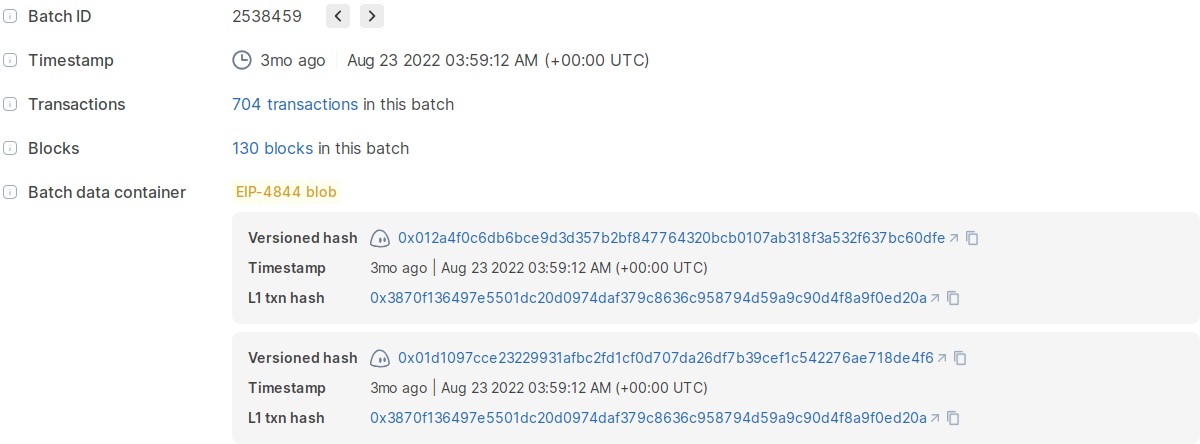 Batch ID 2538459
Timestamp 3mo ago Aug 23 2022 03:59:12 AM (+00:00 UTC)
Transactions 704 transactions in this batch
Blocks 130 blocks in this batch
Batch data container EIP-4844 blob
Versioned hash 0x012a4f0c6db6bce9d3d357b2bf847764320bcb0107ab318f3a532f637bc60dfe
Timestamp 3mo ago | Aug 23 2022 03:59:12 AM (+00:00 UTC)
L1 txn hash 0x3870f136497e5501dc20d0974daf379c8636c958794d59a9c90d4f8a9f0ed20a
Versioned hash 0x01d1097cce23229931afbc2fd1cf0d707da26df7b39cef1c542276ae718de4f6
Timestamp 3mo ago | Aug 23 2022 03:59:12 AM (+00:00 UTC)
L1 txn hash 0x3870f136497e5501dc20d0974daf379c8636c958794d59a9c90d4f8a9f0ed20a